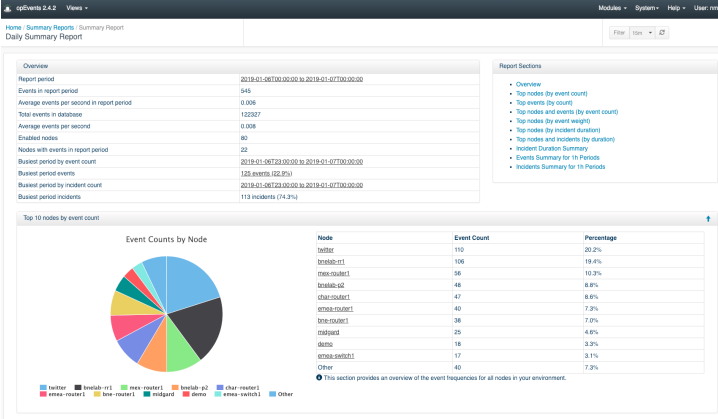 opEvents 2.4.2 Views Modules System Help User: nm
Home / Summary Reports / Summary Report
Daily Summary Report
Filter 15m
Overview
Report period 2019-01-06T00:00:00 to 2019-01-07T00:00:00
Events in report period 545
Average events per second in report period 0.006
Total events in database 122327
Average events per second 0.008
Enabled nodes 80
Nodes with events in report period 22
Busiest period by event count 2019-01-06T23:00:00 to 2019-01-07T00:00:00
Busiest period events 125 events (22.9%)
Busiest period by incident count 2019-01-06T23:00:00 to 2019-01-07T00:00:00
Busiest period incidents 113 incidents (74.3%)
Report Sections
Overview
Top nodes (by event count)
Top events (by count)
Top nodes and events (by event count)
Top nodes (by event weight)
Top nodes (by incident duration)
Top nodes and incidents (by duration)
Incident Duration Summary
Events Summary for 1h Periods
Incidents Summary for 1h Periods
Top 10 nodes by event count
Event Counts by Node
twitter bnelab-rr1 mex-router1 bnelab-p2 char-router1
emea-router1 bne-router1 midgard demo emea-switch1 Other
Node Event Count Percentage
twitter 110 20.2%
bnelab-rr1 106 19.4%
mex-router1 56 10.3%
bnelab-p2 48 8.8%
char-router1 47 8.6%
emea-router1 40 7.3%
bne-router1 38 7.0%
midgard 25 4.6%
demo 18 3.3%
emea-switch1 17 3.1%
Other 40 7.3%
This section provides an overview of the event frequencies for all nodes in your environment.